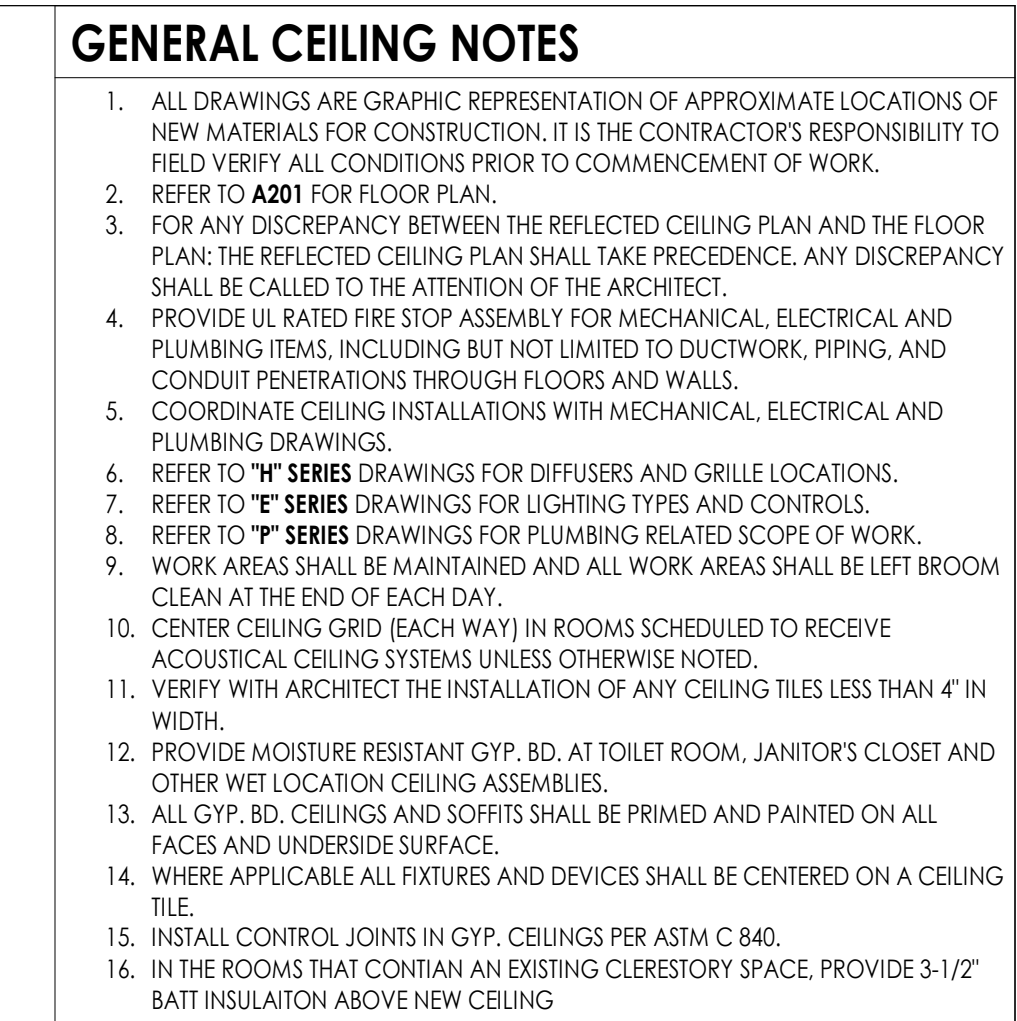 GENERAL CEILING NOTES
1. ALL DRAWINGS ARE GRAPHIC REPRESENTATION OF APPROXIMATE LOCATIONS OF
NEW MATERIALS FOR CONSTRUCTION. IT IS THE CONTRACTOR'S RESPONSIBILITY TO
FIELD VERIFY ALL CONDITIONS PRIOR TO COMMENCEMENT OF WORK.
2. REFER TO A201 FOR FLOOR PLAN.
3. FOR ANY DISCREPANCY BETWEEN THE REFLECTED CEILING PLAN AND THE FLOOR
PLAN: THE REFLECTED CEILING PLAN SHALL TAKE PRECEDENCE. ANY DISCREPANCY
SHALL BE CALLED TO THE ATTENTION OF THE ARCHITECT.
4. PROVIDE UL RATED FIRE STOP ASSEMBLY FOR MECHANICAL, ELECTRICAL AND
PLUMBING ITEMS, INCLUDING BUT NOT LIMITED TO DUCTWORK, PIPING, AND
CONDUIT PENETRATIONS THROUGH FLOORS AND WALLS.
5. COORDINATE CEILING INSTALLATIONS WITH MECHANICAL, ELECTRICAL AND
PLUMBING DRAWINGS.
6. REFER TO "H" SERIES DRAWINGS FOR DIFFUSERS AND GRILLE LOCATIONS.
7. REFER TO "E" SERIES DRAWINGS FOR LIGHTING TYPES AND CONTROLS.
8. REFER TO "P" SERIES DRAWINGS FOR PLUMBING RELATED SCOPE OF WORK.
9. WORK AREAS SHALL BE MAINTAINED AND ALL WORK AREAS SHALL BE LEFT BROOM
CLEAN AT THE END OF EACH DAY.
10. CENTER CEILING GRID (EACH WAY) IN ROOMS SCHEDULED TO RECEIVE
ACOUSTICAL CEILING SYSTEMS UNLESS OTHERWISE NOTED.
11. VERIFY WITH ARCHITECT THE INSTALLATION OF ANY CEILING TILES LESS THAN 4" IN
WIDTH.
12. PROVIDE MOISTURE RESISTANT GYP. BD. AT TOILET ROOM, JANITOR'S CLOSET AND
OTHER WET LOCATION CEILING ASSEMBLIES.
13. ALL GYP. BD. CEILINGS AND SOFFITS SHALL BE PRIMED AND PAINTED ON ALL
FACES AND UNDERSIDE SURFACE.
14. WHERE APPLICABLE ALL FIXTURES AND DEVICES SHALL BE CENTERED ON A CEILING
TILE.
15. INSTALL CONTROL JOINTS IN GYP. CEILINGS PER ASTM C 840.
16. IN THE ROOMS THAT CONTIAN AN EXISTING CLERESTORY SPACE, PROVIDE 3-1/2"
BATT INSULAITON ABOVE NEW CEILING